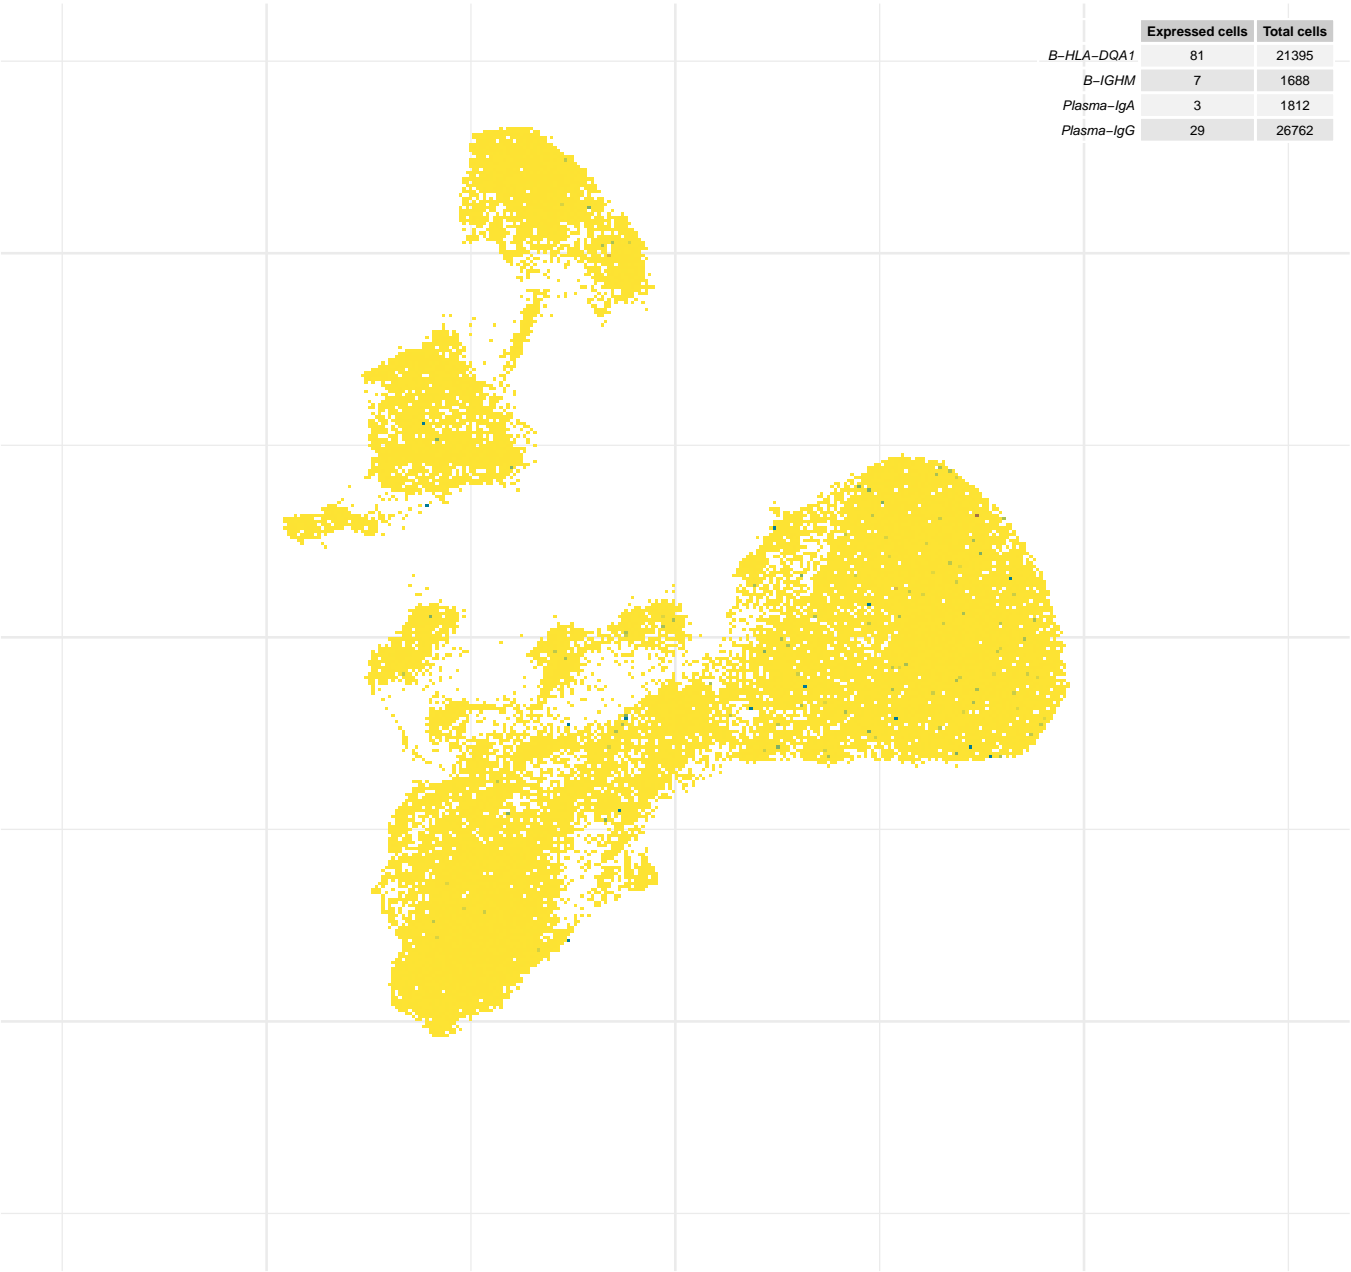 Expressed cells Total cells
B−HLA−DQA1 81 21395
B−IGHM 7 1688
Plasma−IgA 3 1812
Plasma−IgG 29 26762